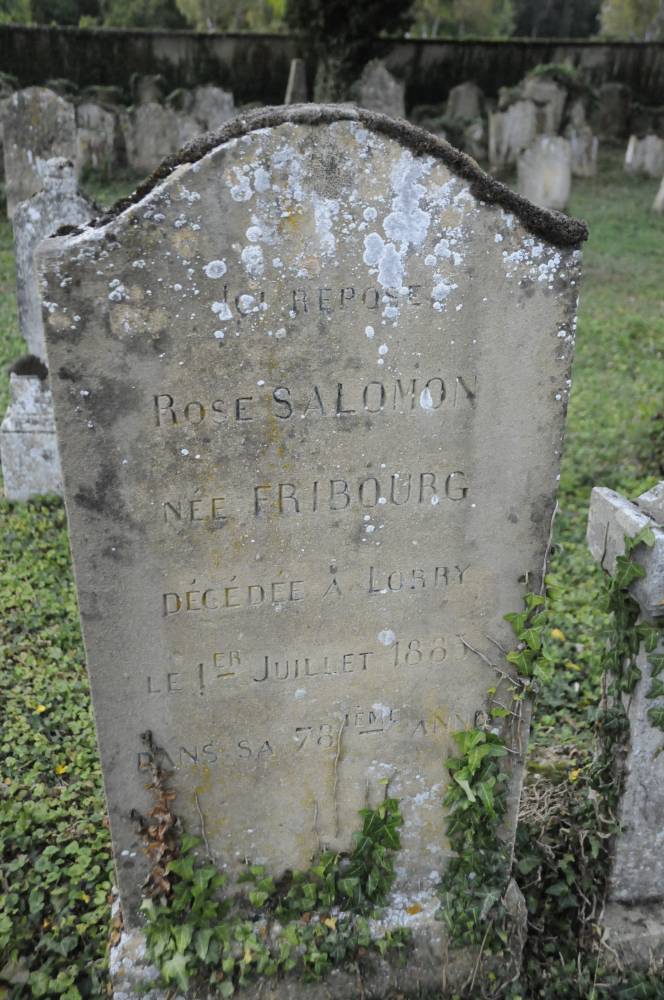 ICI REPOSE
ROSE SALOMON
NÉE FRIBOURG
DÉCÉDÉE À LORRY
LE 1ER JUILLET
DANS SA 78IÈME